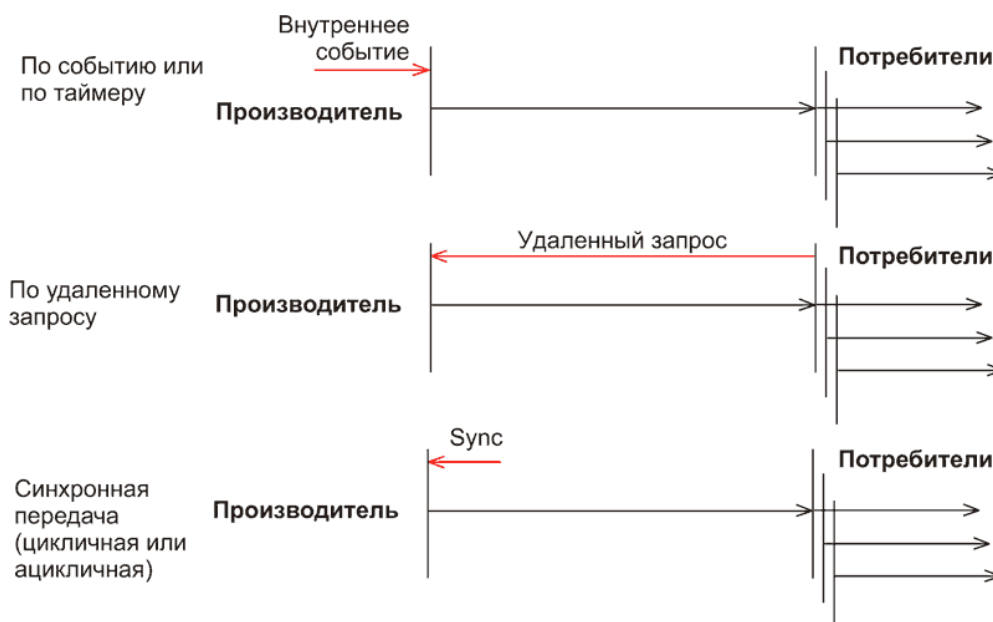 Внутреннее
событие
По событию или
по таймеру
Производитель
Потребители
Удаленный запрос
По удаленному
запросу
Производитель
Потребители
Sync
Синхронная
передача
(цикличная или
ацикличная)
Производитель
Потребители